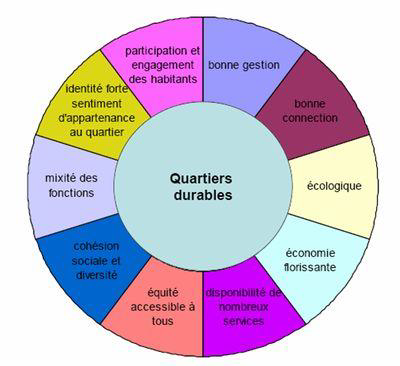 participation et
engagement
des habitants
bonne gestion
bonne
connection
écologique
économie
florissante
disponibilité de
nombreux
services
équité
accessible à
tous
cohésion
sociale et
diversité
mixité des
fonctions
identité forte
sentiment
d'appartenance
au quartier
Quartiers
durables